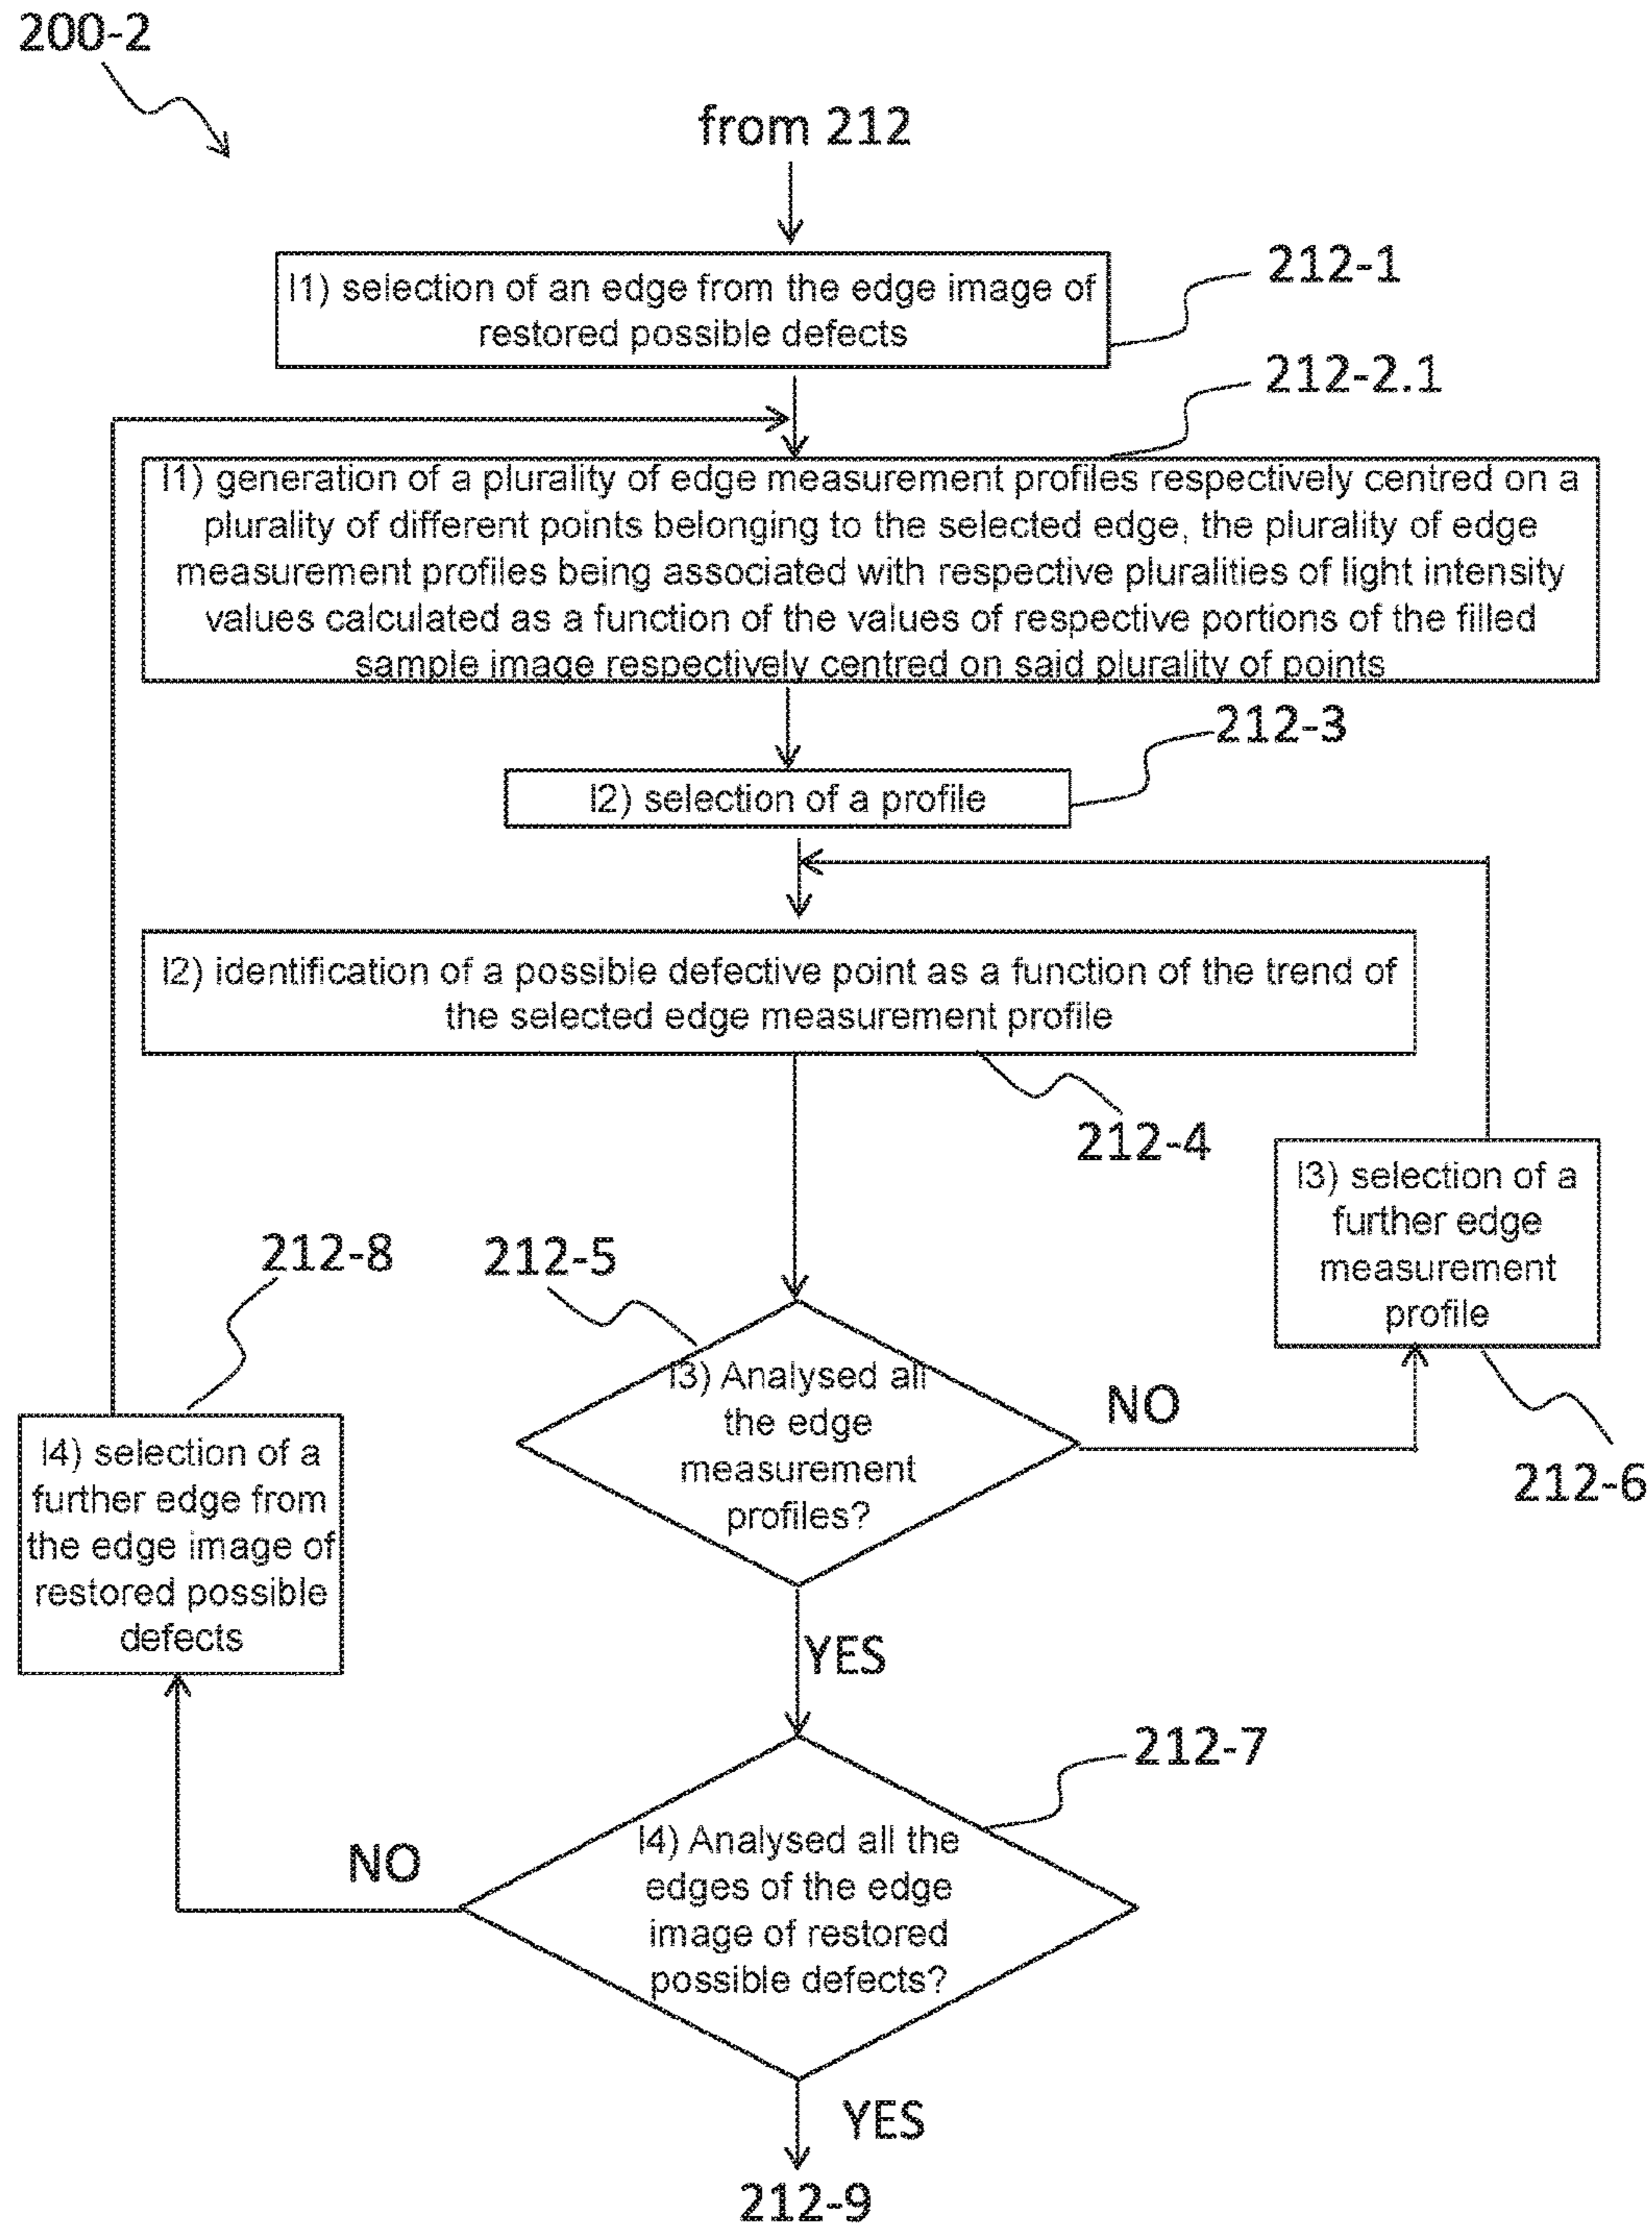 200-2
from 212
I1) selection of an edge from the edge image of
restored possible defects
212-1
212-2.1
I1) generation of a plurality of edge measurement profiles respectively centred on a
plurality of different points belonging to the selected edge, the plurality of edge
measurement profiles being associated with respective pluralities of light intensity
values calculated as a function of the values of respective portions of the filled
sample image respectively centred on said plurality of points
212-3
I2) selection of a profile
I2) identification of a possible defective point as a function of the trend of
the selected edge measurement profile
212-4
I3) selection of a
further edge
measurement
profile
212-6
212-8
212-5
I3) Analysed all
the edge
measurement
profiles?
NO
I4) selection of a
further edge from
the edge image of
restored possible
defects
YES
212-7
I4) Analysed all the
edges of the edge
image of restored
possible defects?
NO
YES
212-9